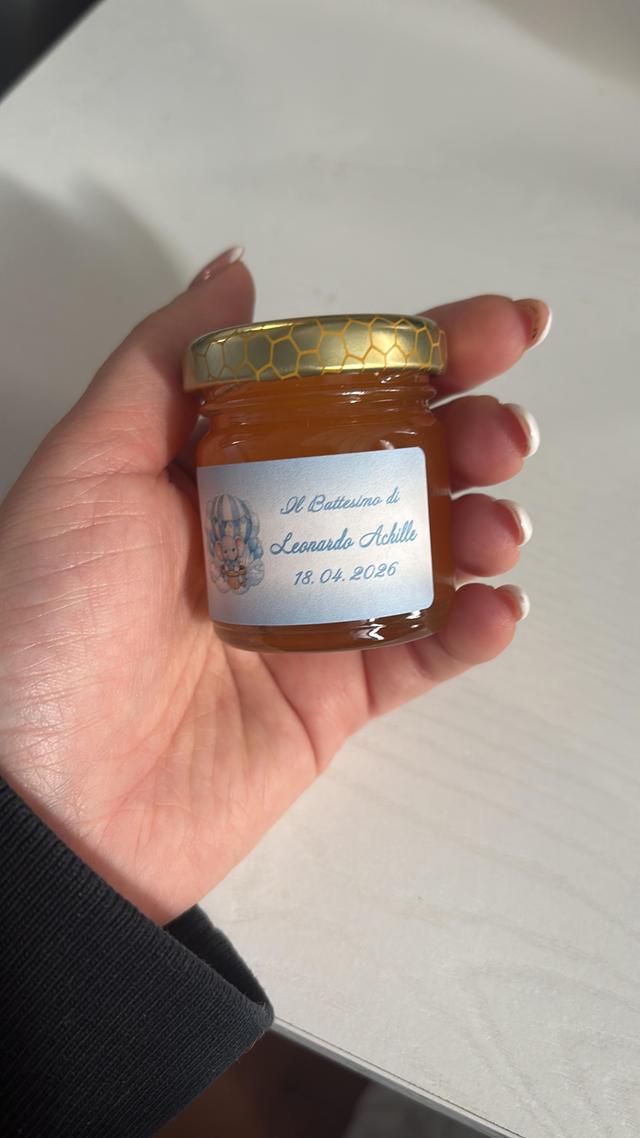 Il Battesimo di
Leonardo Achille
18.04.2026